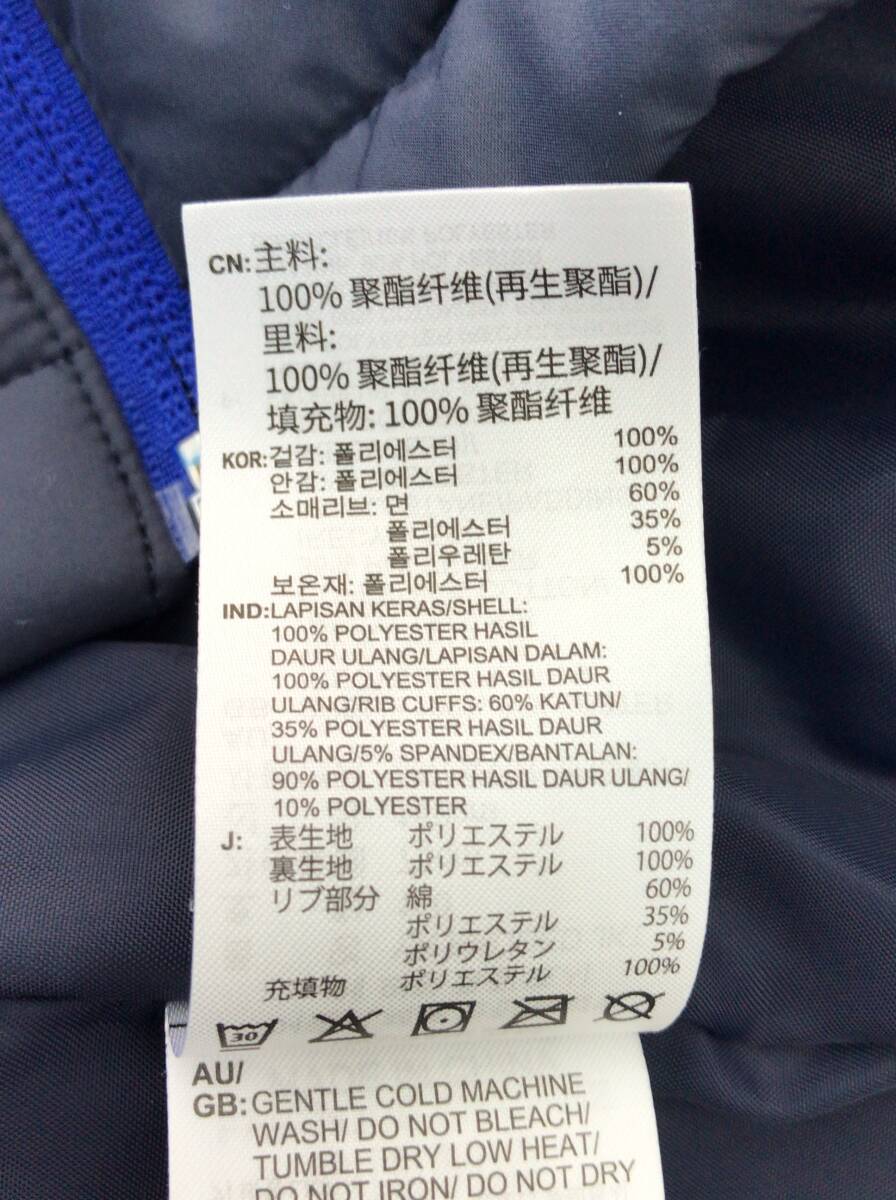 CN: 主料:
100% 聚酯纤维(再生聚酯)/
里料:
100% 聚酯纤维(再生聚酯)/
填充物: 100% 聚酯纤维
KOR: 겉감: 폴리에스터 100%
안감: 폴리에스터 100%
소매리브: 면 60%
폴리에스터 35%
폴리우레탄 5%
보온재: 폴리에스터 100%
IND: LAPISAN KERAS/SHELL:
100% POLYESTER HASIL
DAUR ULANG/LAPISAN DALAM:
100% POLYESTER HASIL DAUR
ULANG/RIB CUFFS: 60% KATUN/
35% POLYESTER HASIL DAUR
ULANG/5% SPANDEX/BANTALAN:
90% POLYESTER HASIL DAUR ULANG/
10% POLYESTER
J: 表生地 ポリエステル 100%
裏生地 ポリエステル 100%
リブ部分 綿 60%
ポリエステル 35%
ポリウレタン 5%
充填物 ポリエステル 100%
30
AU/
GB: GENTLE COLD MACHINE
WASH/ DO NOT BLEACH/
TUMBLE DRY LOW HEAT/
DO NOT IRON/ DO NOT DRY